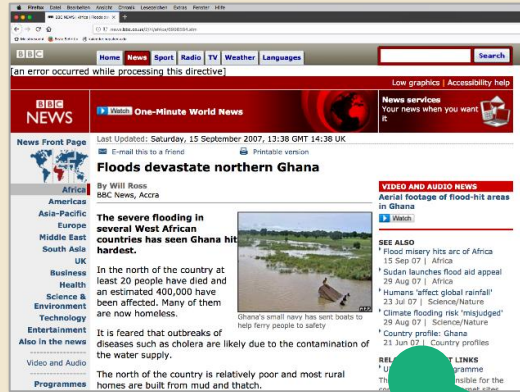 Firefox Datei Bearbeiten Ansicht Chronik Lesezeichen Extras Fenster Hilfe
BBC
Home News Sport Radio TV Weather Languages
Search
[an error occurred while processing this directive]
Low graphics | Accessibility help
BBC
NEWS
Watch One-Minute World News
News services
Your news when you want
it
News Front Page
Africa
Americas
Asia-Pacific
Europe
Middle East
South Asia
UK
Business
Health
Science &
Environment
Technology
Entertainment
Also in the news
Video and Audio
Programmes
Last Updated: Saturday, 15 September 2007, 13:38 GMT 14:38 UK
E-mail this to a friend Printable version
Floods devastate northern Ghana
By Will Ross
BBC News, Accra
The severe flooding in
several West African
countries has seen Ghana hit
hardest.
In the north of the country at
least 20 people have died and
an estimated 400,000 have
been affected. Many of them
are now homeless.
Ghana's small navy has sent boats to
help ferry people to safety
It is feared that outbreaks of
diseases such as cholera are likely due to the contamination of
the water supply.
The north of the country is relatively poor and most rural
homes are built from mud and thatch.
VIDEO AND AUDIO NEWS
Aerial footage of flood-hit areas
in Ghana
Watch
SEE ALSO
Flood misery hits arc of Africa
15 Sep 07 | Africa
Sudan launches flood aid appeal
29 Aug 07 | Africa
Humans 'affect global rainfall'
23 Jul 07 | Science/Nature
Climate flooding risk 'misjudged'
29 Aug 07 | Science/Nature
Country profile: Ghana
21 Jun 07 | Country profiles
LINKS